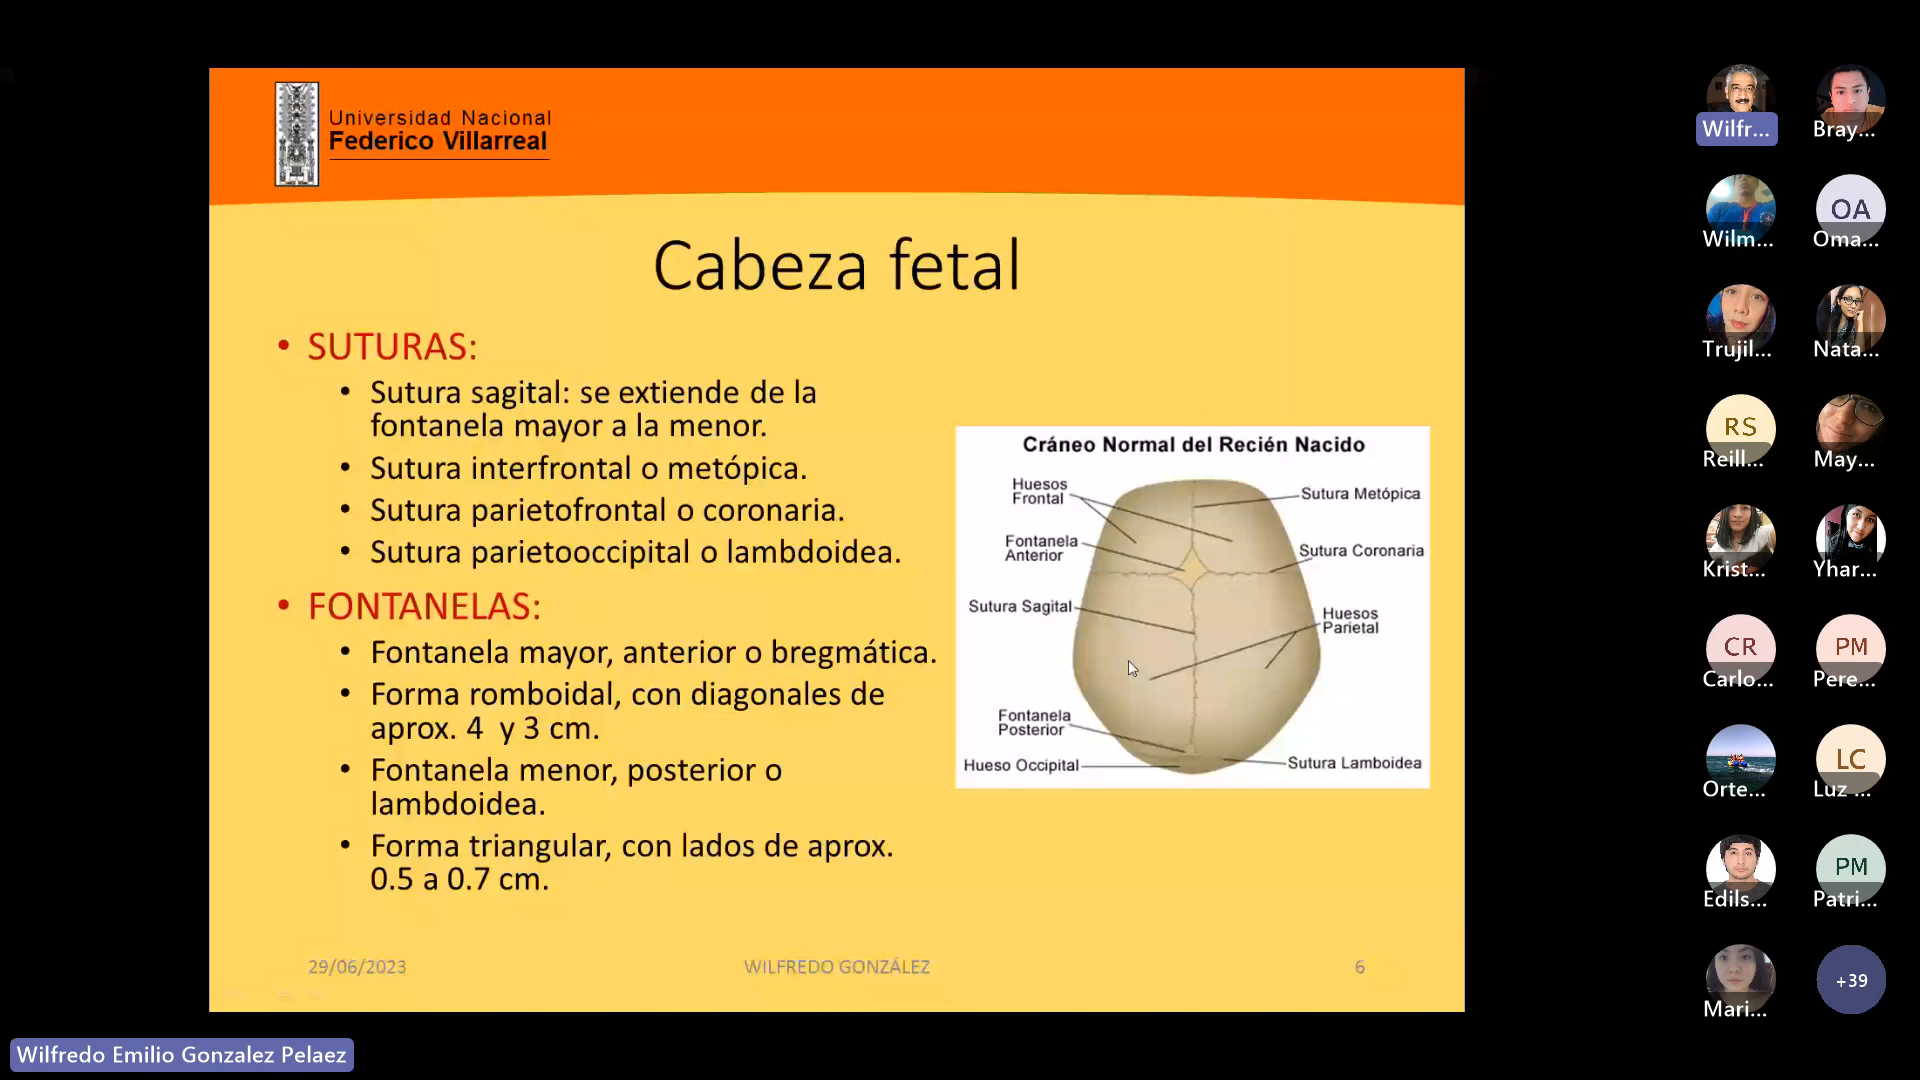 Universidad Nacional
Federico Villarreal
Cabeza fetal
• SUTURAS:
• Sutura sagital: se extiende de la
fontanela mayor a la menor.
• Sutura interfrontal o metópica.
• Sutura parietofrontal o coronaria.
• Sutura parietooccipital o lambdoidea.
• FONTANELAS:
• Fontanela mayor, anterior o bregmática.
• Forma romboidal, con diagonales de
aprox. 4 y 3 cm.
• Fontanela menor, posterior o
lambdoidea.
• Forma triangular, con lados de aprox.
0.5 a 0.7 cm.
Cráneo Normal del Recién Nacido
Huesos
Frontal
Sutura Metópica
Fontanela
Anterior
Sutura Coronaria
Sutura Sagital
Huesos
Parietal
Fontanela
Posterior
Hueso Occipital
Sutura Lamboidea
29/06/2023
WILFREDO GONZÁLEZ
6
Wilfr...
Bray...
Wilm...
OA
Oma...
Trujil...
Nata...
RS
Reill...
May...
Krist...
Yhar...
CR
Carlo...
PM
Pere...
Orte...
LC
Luz ...
Edils...
PM
Patri...
Mari...
+39
Wilfredo Emilio Gonzalez Pelaez